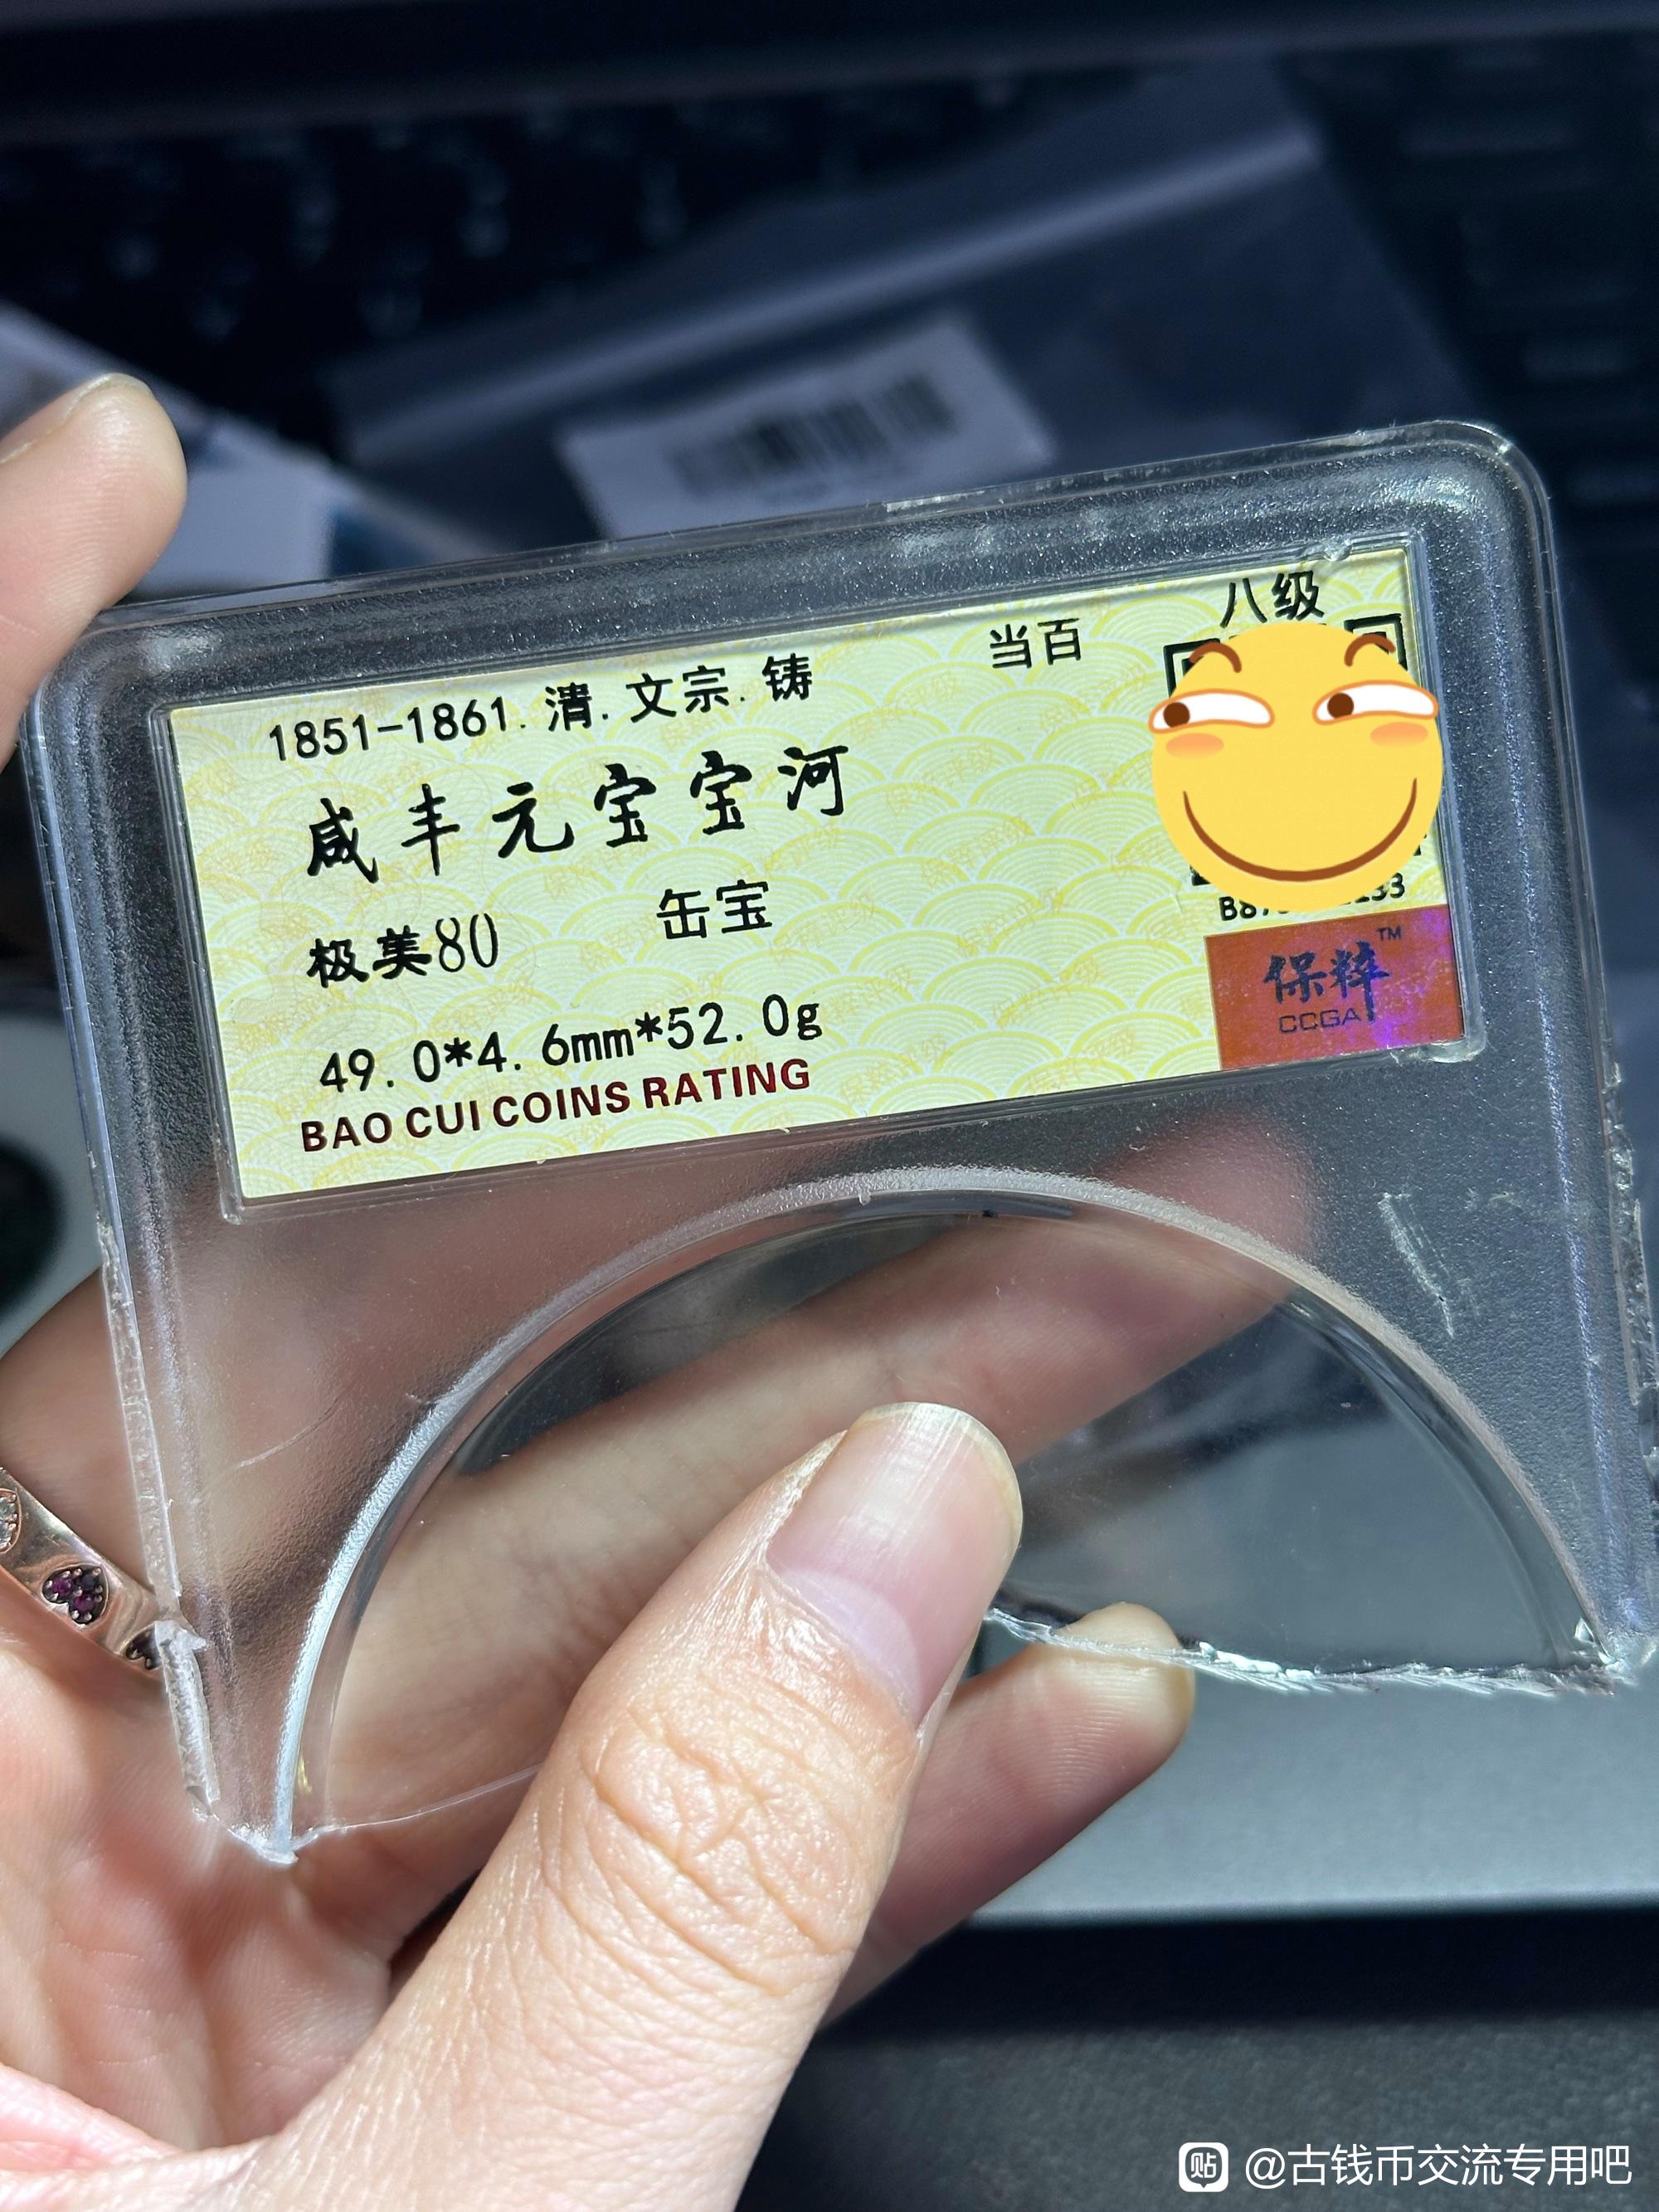 八级
1851-1861.清.文宗.铸 当百
咸丰元宝宝河
极美80 缶宝
49.0*4.6mm*52.0g
BAO CUI COINS RATING
保粹™
CCGA
贴 @古钱币交流专用吧